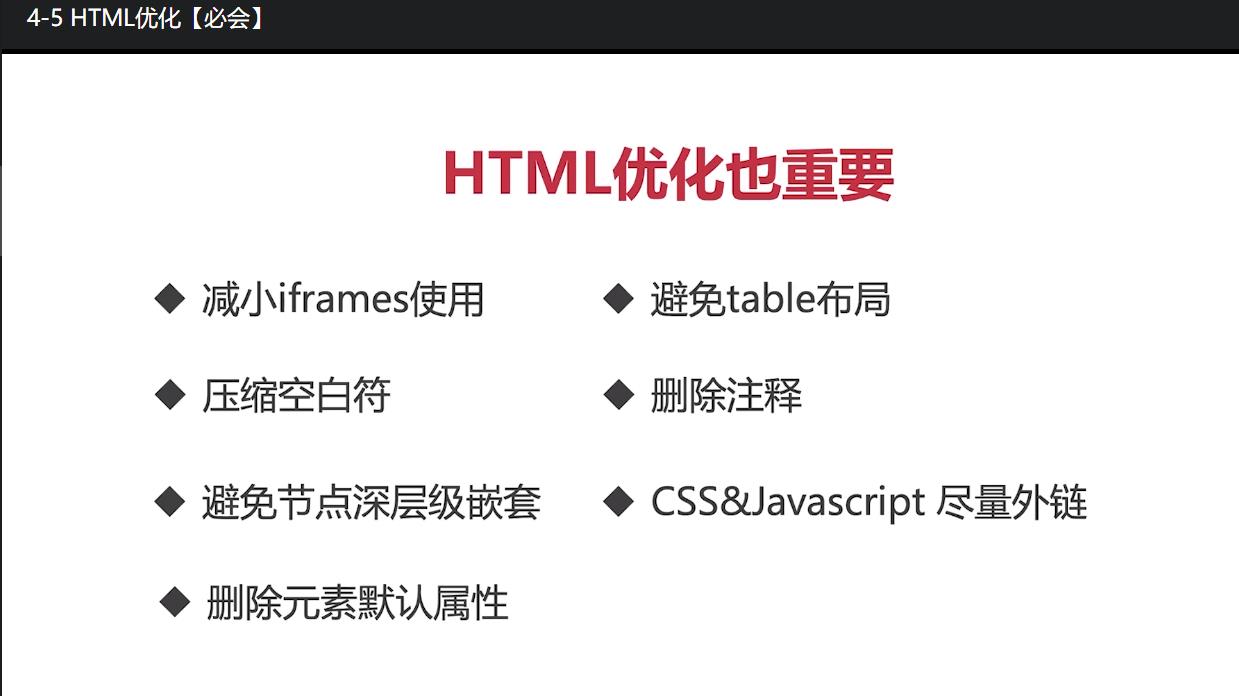 4-5 HTML优化【必会】
HTML优化也重要
◆ 减小iframes使用
◆ 避免table布局
◆ 压缩空白符
◆ 删除注释
◆ 避免节点深层级嵌套
◆ CSS&Javascript 尽量外链
◆ 删除元素默认属性